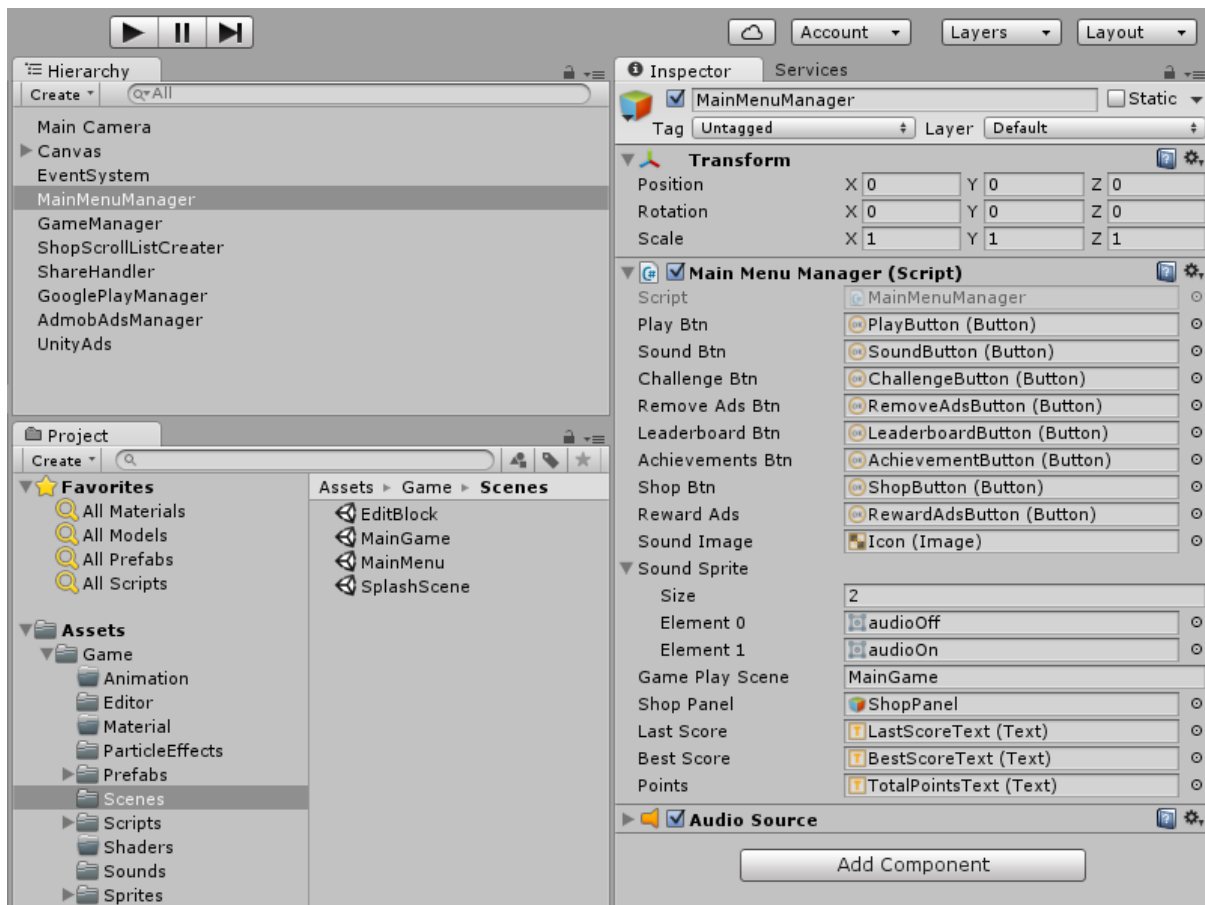 Account
Layers
Layout
Hierarchy
Create
All
Main Camera
Canvas
EventSystem
MainMenuManager
GameManager
ShopScrollListCreater
ShareHandler
GooglePlayManager
AdmobAdsManager
UnityAds
Project
Create
Favorites
All Materials
All Models
All Prefabs
All Scripts
Assets
Game
Animation
Editor
Material
ParticleEffects
Prefabs
Scenes
Scripts
Shaders
Sounds
Sprites
Assets Game Scenes
EditBlock
MainGame
MainMenu
SplashScene
Inspector Services
MainMenuManager Static
Tag Untagged Layer Default
Transform
Position X 0 Y 0 Z 0
Rotation X 0 Y 0 Z 0
Scale X 1 Y 1 Z 1
Main Menu Manager (Script)
Script MainMenuManager
Play Btn PlayButton (Button)
Sound Btn SoundButton (Button)
Challenge Btn ChallengeButton (Button)
Remove Ads Btn RemoveAdsButton (Button)
Leaderboard Btn LeaderboardButton (Button)
Achievements Btn AchievementButton (Button)
Shop Btn ShopButton (Button)
Reward Ads RewardAdsButton (Button)
Sound Image Icon (Image)
Sound Sprite
Size 2
Element 0 audioOff
Element 1 audioOn
Game Play Scene MainGame
Shop Panel ShopPanel
Last Score LastScoreText (Text)
Best Score BestScoreText (Text)
Points TotalPointsText (Text)
Audio Source
Add Component